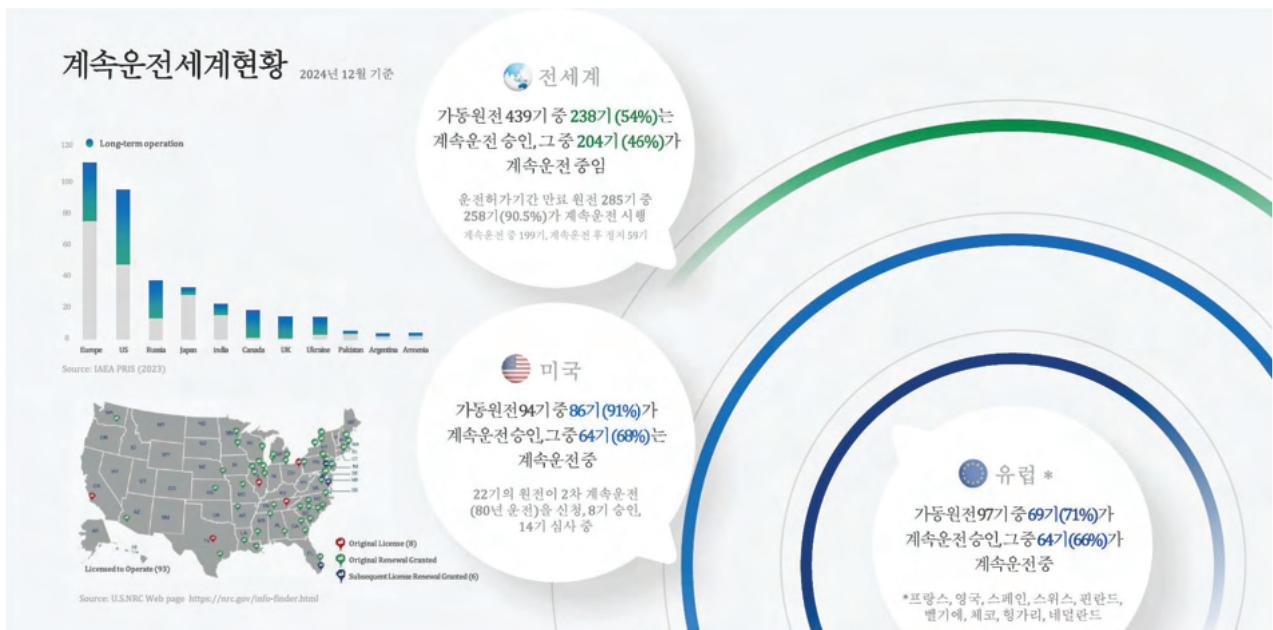 계속운전세계현황 2024년 12월 기준
120
Long-term operation
100
80
60
40
20
0
Europe US Russia Japan India Canada UK Ukraine Pakistan Argentina Armenia
Source: IAEA PRIS (2023)
Licensed to Operate (93)
Original License (8)
Original Renewal Granted
Subsequent License Renewal Granted (6)
Source: U.S.NRC Web page https://nrc.gov/info-finder.html
전세계
가동원전 439기 중 238기 (54%)는
계속운전 승인, 그 중 204기 (46%)가
계속운전 중임
운전허가기간 만료 원전 285기 중
258기(90.5%)가 계속운전 시행
계속운전 중 199기, 계속운전 후 정지 59기
미국
가동원전94기 중86기(91%)가
계속운전승인,그중64기(68%)는
계속운전중
22기의 원전이 2차 계속운전
(80년 운전)을 신청, 8기 승인,
14기 심사 중
유럽 *
가동원전97기 중69기(71%)가
계속운전승인,그중64기(66%)가
계속운전중
*프랑스, 영국, 스페인, 스위스, 핀란드,
벨기에, 체코, 헝가리, 네덜란드